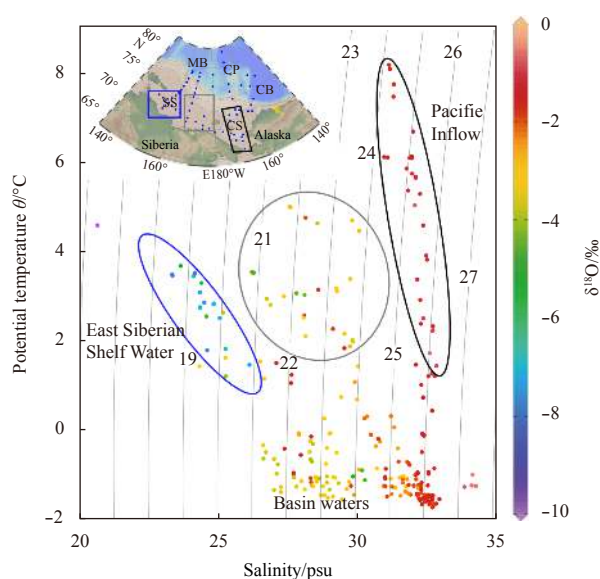 80°
N
75°
70°
65°
140°
160°
E180°W
160°
140°
MB
CP
CB
SS
CS
Siberia
Alaska
23
26
Pacific
Inflow
24
21
27
East Siberian
Shelf Water
19
22
25
Basin waters
8
6
4
2
0
−2
Potential temperature θ/°C
20
25
30
35
Salinity/psu
0
−2
−4
−6
−8
−10
δ¹⁸O/‰